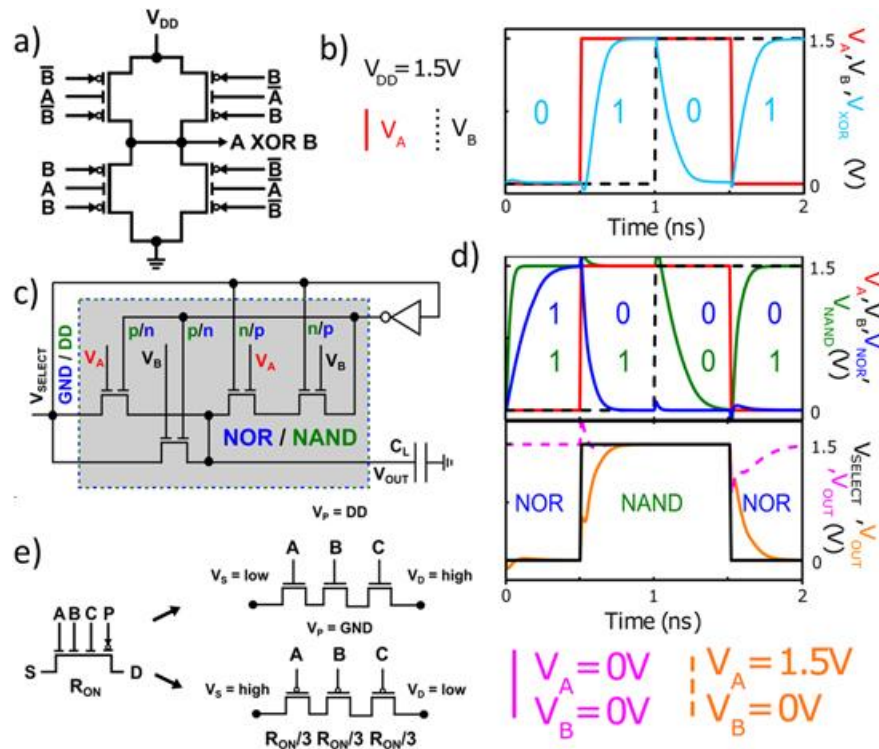 a)
V_DD
B̅
A
B̅
B
A̅
B
A XOR B
B
A
B
B̅
A̅
B̅
b)
V_DD = 1.5V
V_A
V_B
0
1
0
1
1.5
0
V_A, V_B, V_XOR (V)
0
1
2
Time (ns)
c)
V_SELECT
GND / DD
p/n
p/n
n/p
n/p
V_A
V_B
V_A
V_B
NOR / NAND
C_L
V_OUT
d)
1
0
0
0
1
1
0
1
1.5
0
V_A, V_B, V_NOR,
V_NAND (V)
NOR
NAND
NOR
1.5
0
V_SELECT, V_OUT
, V_OUT (V)
0
1
2
Time (ns)
V_A=0V
V_B=0V
V_A=1.5V
V_B=0V
e)
A B C P
S
D
R_ON
V_P = DD
A
B
C
V_S = low
V_D = high
V_P = GND
A
B
C
V_S = high
V_D = low
R_ON/3 R_ON/3 R_ON/3